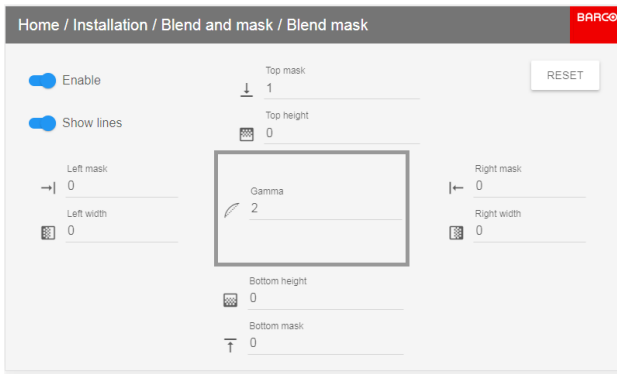 Home / Installation / Blend and mask / Blend mask
BARCO
Enable
Top mask
1
RESET
Show lines
Top height
0
Left mask
0
Gamma
2
Right mask
0
Left width
0
Right width
0
Bottom height
0
Bottom mask
0